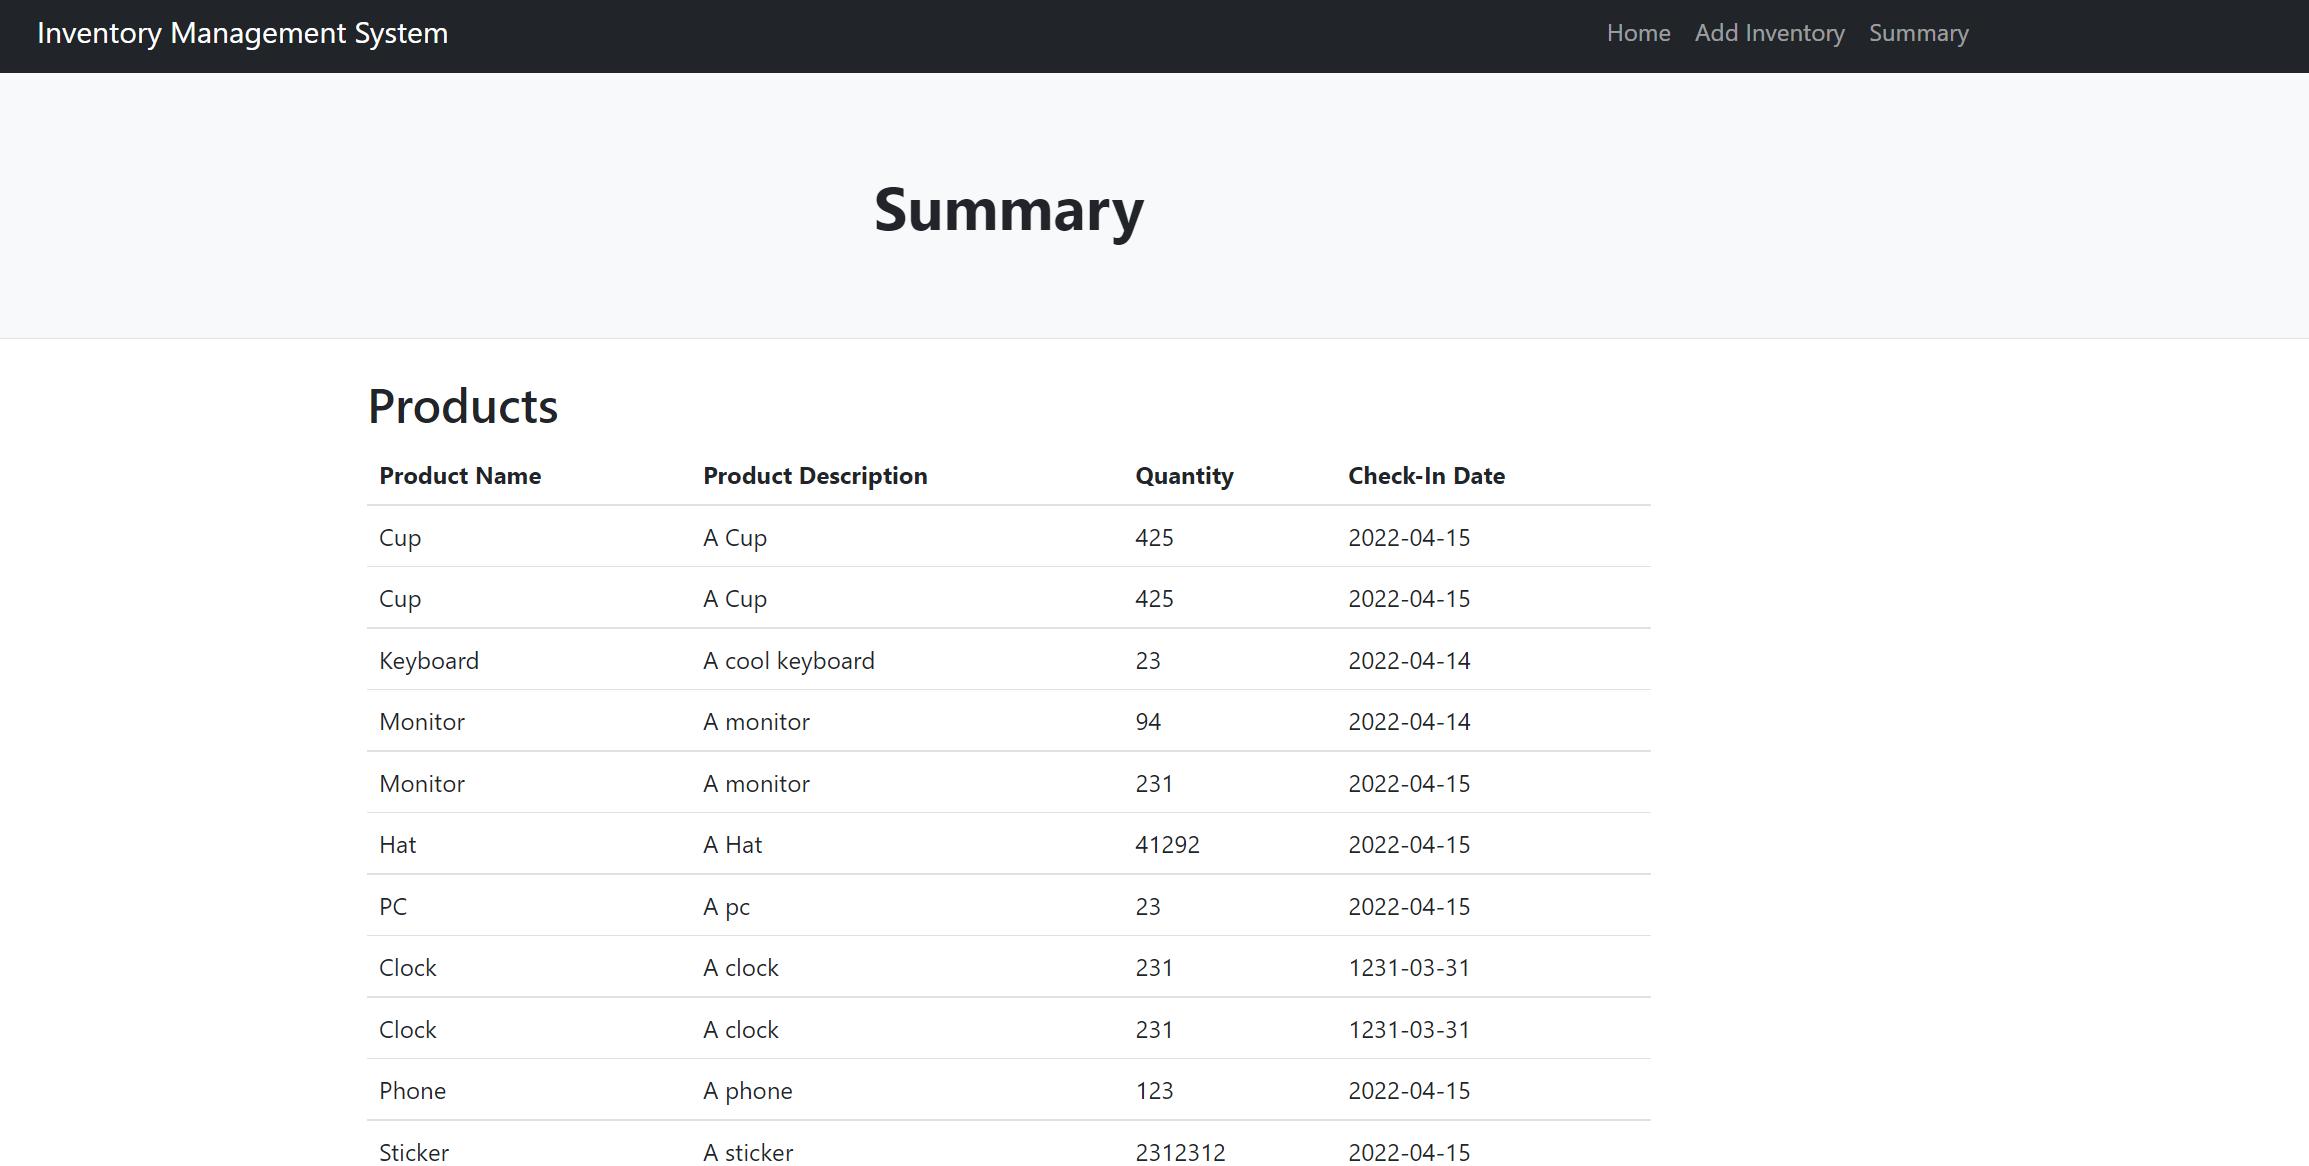 Inventory Management System Home Add Inventory Summary
Summary
Products
Product Name Product Description Quantity Check-In Date
Cup A Cup 425 2022-04-15
Cup A Cup 425 2022-04-15
Keyboard A cool keyboard 23 2022-04-14
Monitor A monitor 94 2022-04-14
Monitor A monitor 231 2022-04-15
Hat A Hat 41292 2022-04-15
PC A pc 23 2022-04-15
Clock A clock 231 1231-03-31
Clock A clock 231 1231-03-31
Phone A phone 123 2022-04-15
Sticker A sticker 2312312 2022-04-15